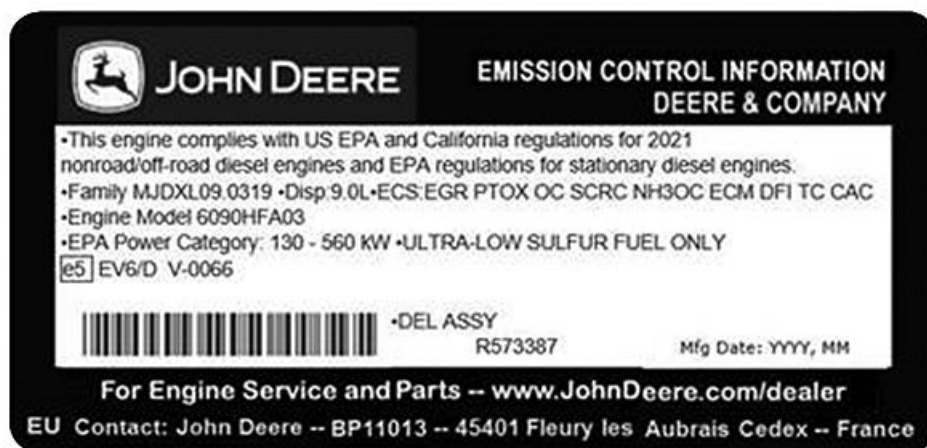 JOHN DEERE
EMISSION CONTROL INFORMATION
DEERE & COMPANY
•This engine complies with US EPA and California regulations for 2021
nonroad/off-road diesel engines and EPA regulations for stationary diesel engines.
•Family MJDXL09.0319 •Disp:9.0L•ECS:EGR PTOX OC SCRC NH3OC ECM DFI TC CAC
•Engine Model 6090HFA03
•EPA Power Category: 130 - 560 kW •ULTRA-LOW SULFUR FUEL ONLY
e5 EV6/D V-0066
•DEL ASSY
R573387 Mfg Date: YYYY, MM
For Engine Service and Parts -- www.JohnDeere.com/dealer
EU Contact: John Deere -- BP11013 -- 45401 Fleury les Aubrais Cedex -- France